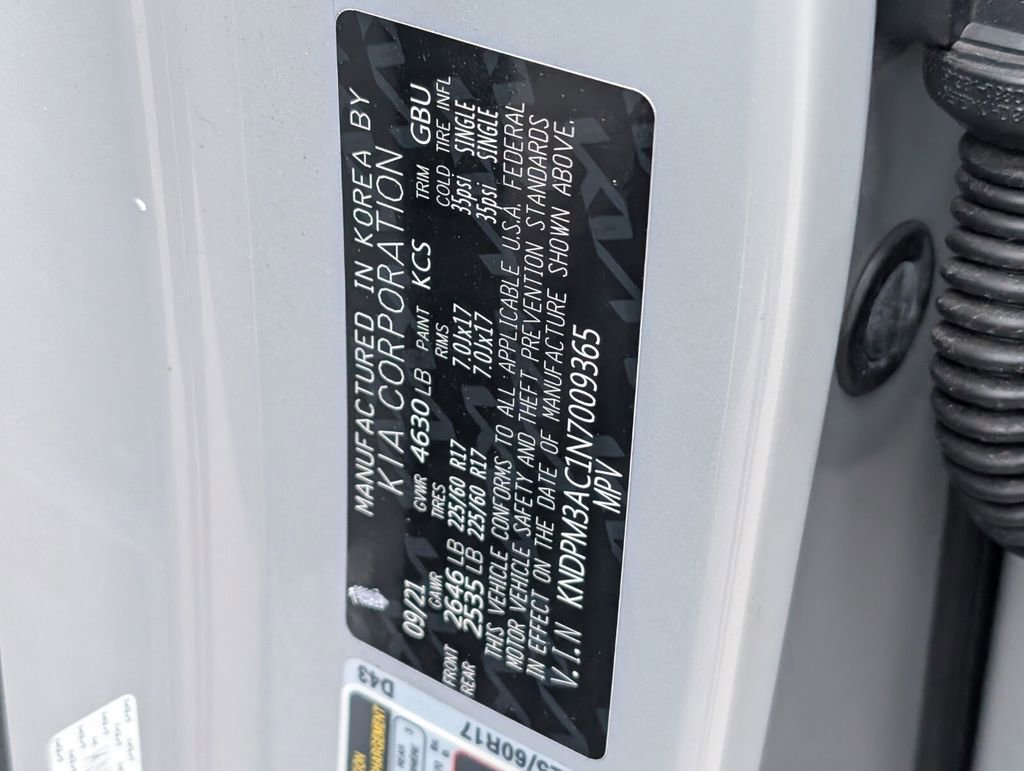 MANUFACTURED IN KOREA BY
KIA CORPORATION
09/21 GVWR 4630 LB PAINT KCS TRIM GBU
GAWR TIRES RIMS COLD TIRE INFL
FRONT 2646 LB 225/60 R17 7.0Jx17 35psi SINGLE
REAR 2535 LB 225/60 R17 7.0Jx17 35psi SINGLE
THIS VEHICLE CONFORMS TO ALL APPLICABLE U.S.A. FEDERAL
MOTOR VEHICLE SAFETY AND THEFT PREVENTION STANDARDS
IN EFFECT ON THE DATE OF MANUFACTURE SHOWN ABOVE.
V.I.N KNDPM3AC1N7009365
MPV
D43
25/60R17